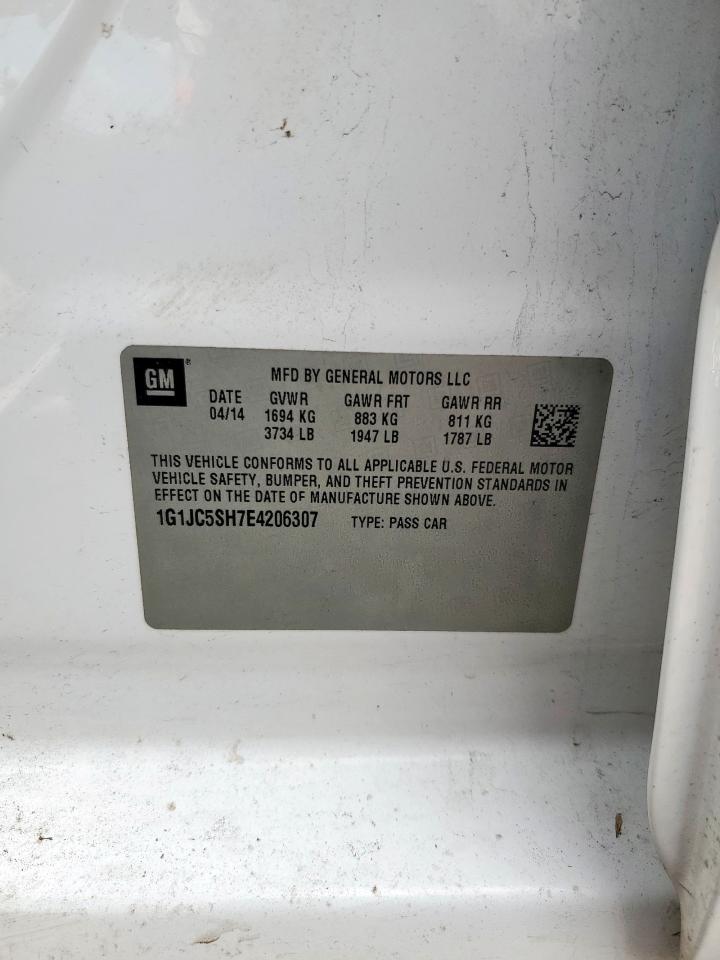 GM®
MFD BY GENERAL MOTORS LLC
DATE GVWR GAWR FRT GAWR RR
04/14 1694 KG 883 KG 811 KG
3734 LB 1947 LB 1787 LB
THIS VEHICLE CONFORMS TO ALL APPLICABLE U.S. FEDERAL MOTOR
VEHICLE SAFETY, BUMPER, AND THEFT PREVENTION STANDARDS IN
EFFECT ON THE DATE OF MANUFACTURE SHOWN ABOVE.
1G1JC5SH7E4206307 TYPE: PASS CAR